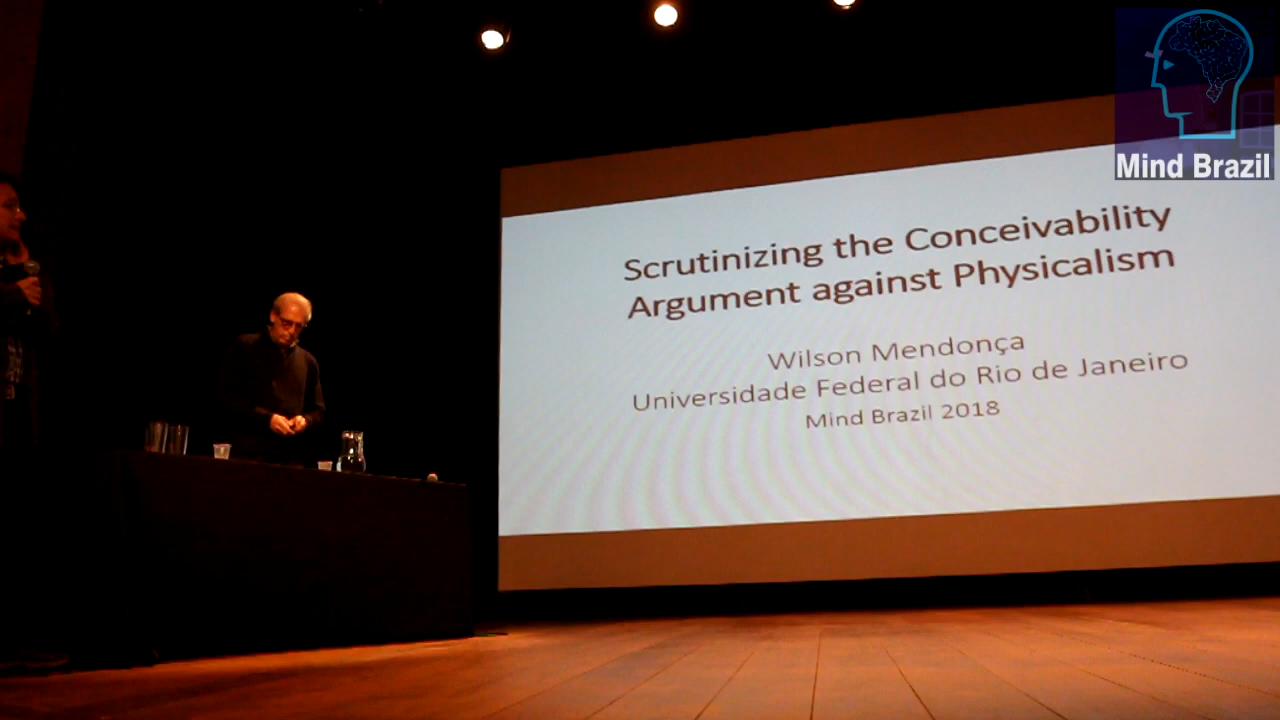 Mind Brazil
Scrutinizing the Conceivability
Argument against Physicalism
Wilson Mendonça
Universidade Federal do Rio de Janeiro
Mind Brazil 2018